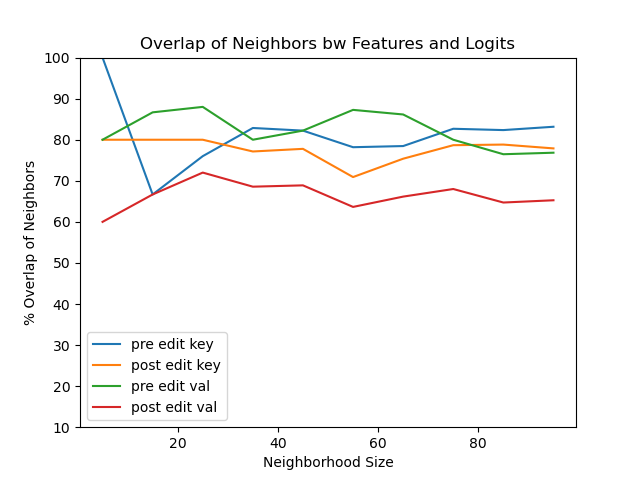 Overlap of Neighbors bw Features and Logits
100
90
80
70
60
50
40
30
20
10
% Overlap of Neighbors
pre edit key
post edit key
pre edit val
post edit val
20 40 60 80
Neighborhood Size